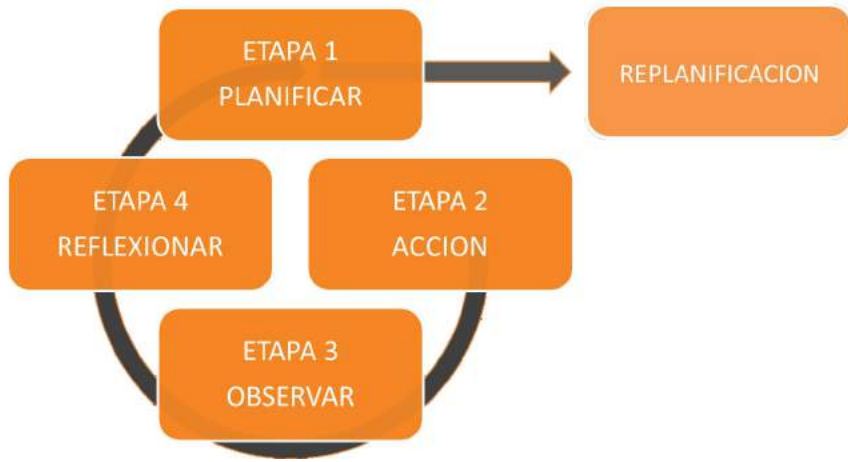 ETAPA 1
PLANIFICAR
REPLANIFICACION
ETAPA 4
REFLEXIONAR
ETAPA 2
ACCION
ETAPA 3
OBSERVAR